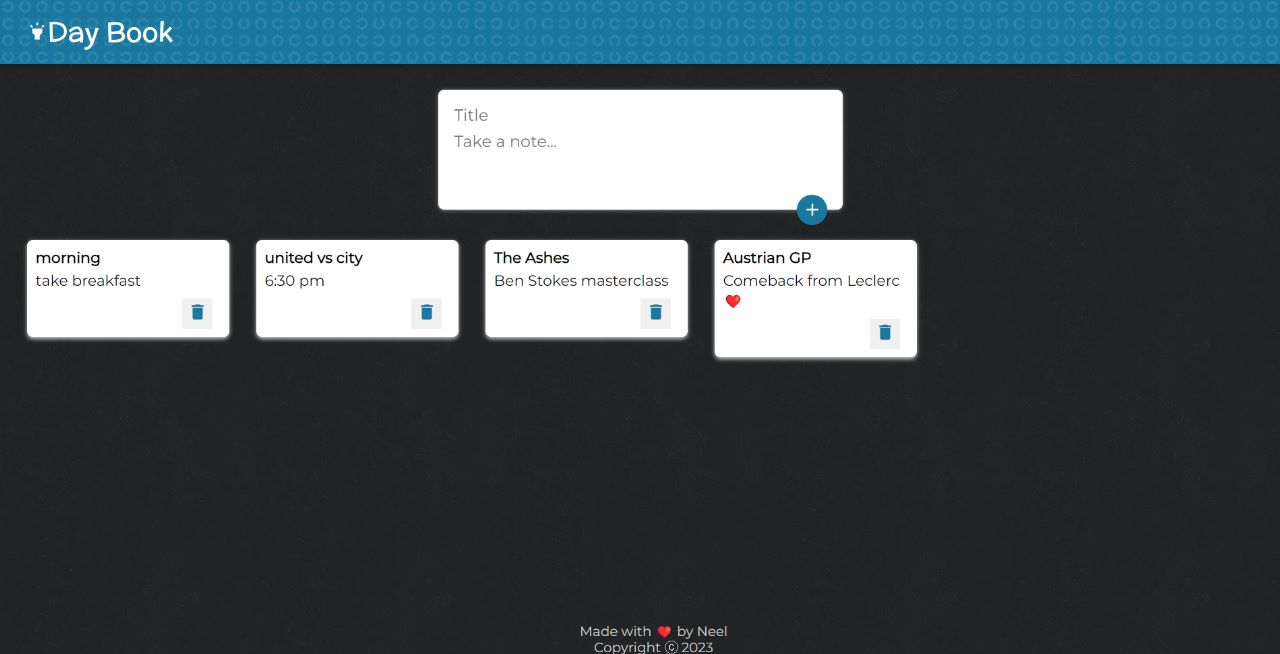 Day Book
Title
Take a note...
morning
take breakfast
united vs city
6:30 pm
The Ashes
Ben Stokes masterclass
Austrian GP
Comeback from Leclerc
❤️
Made with ❤️ by Neel
Copyright ⓒ 2023